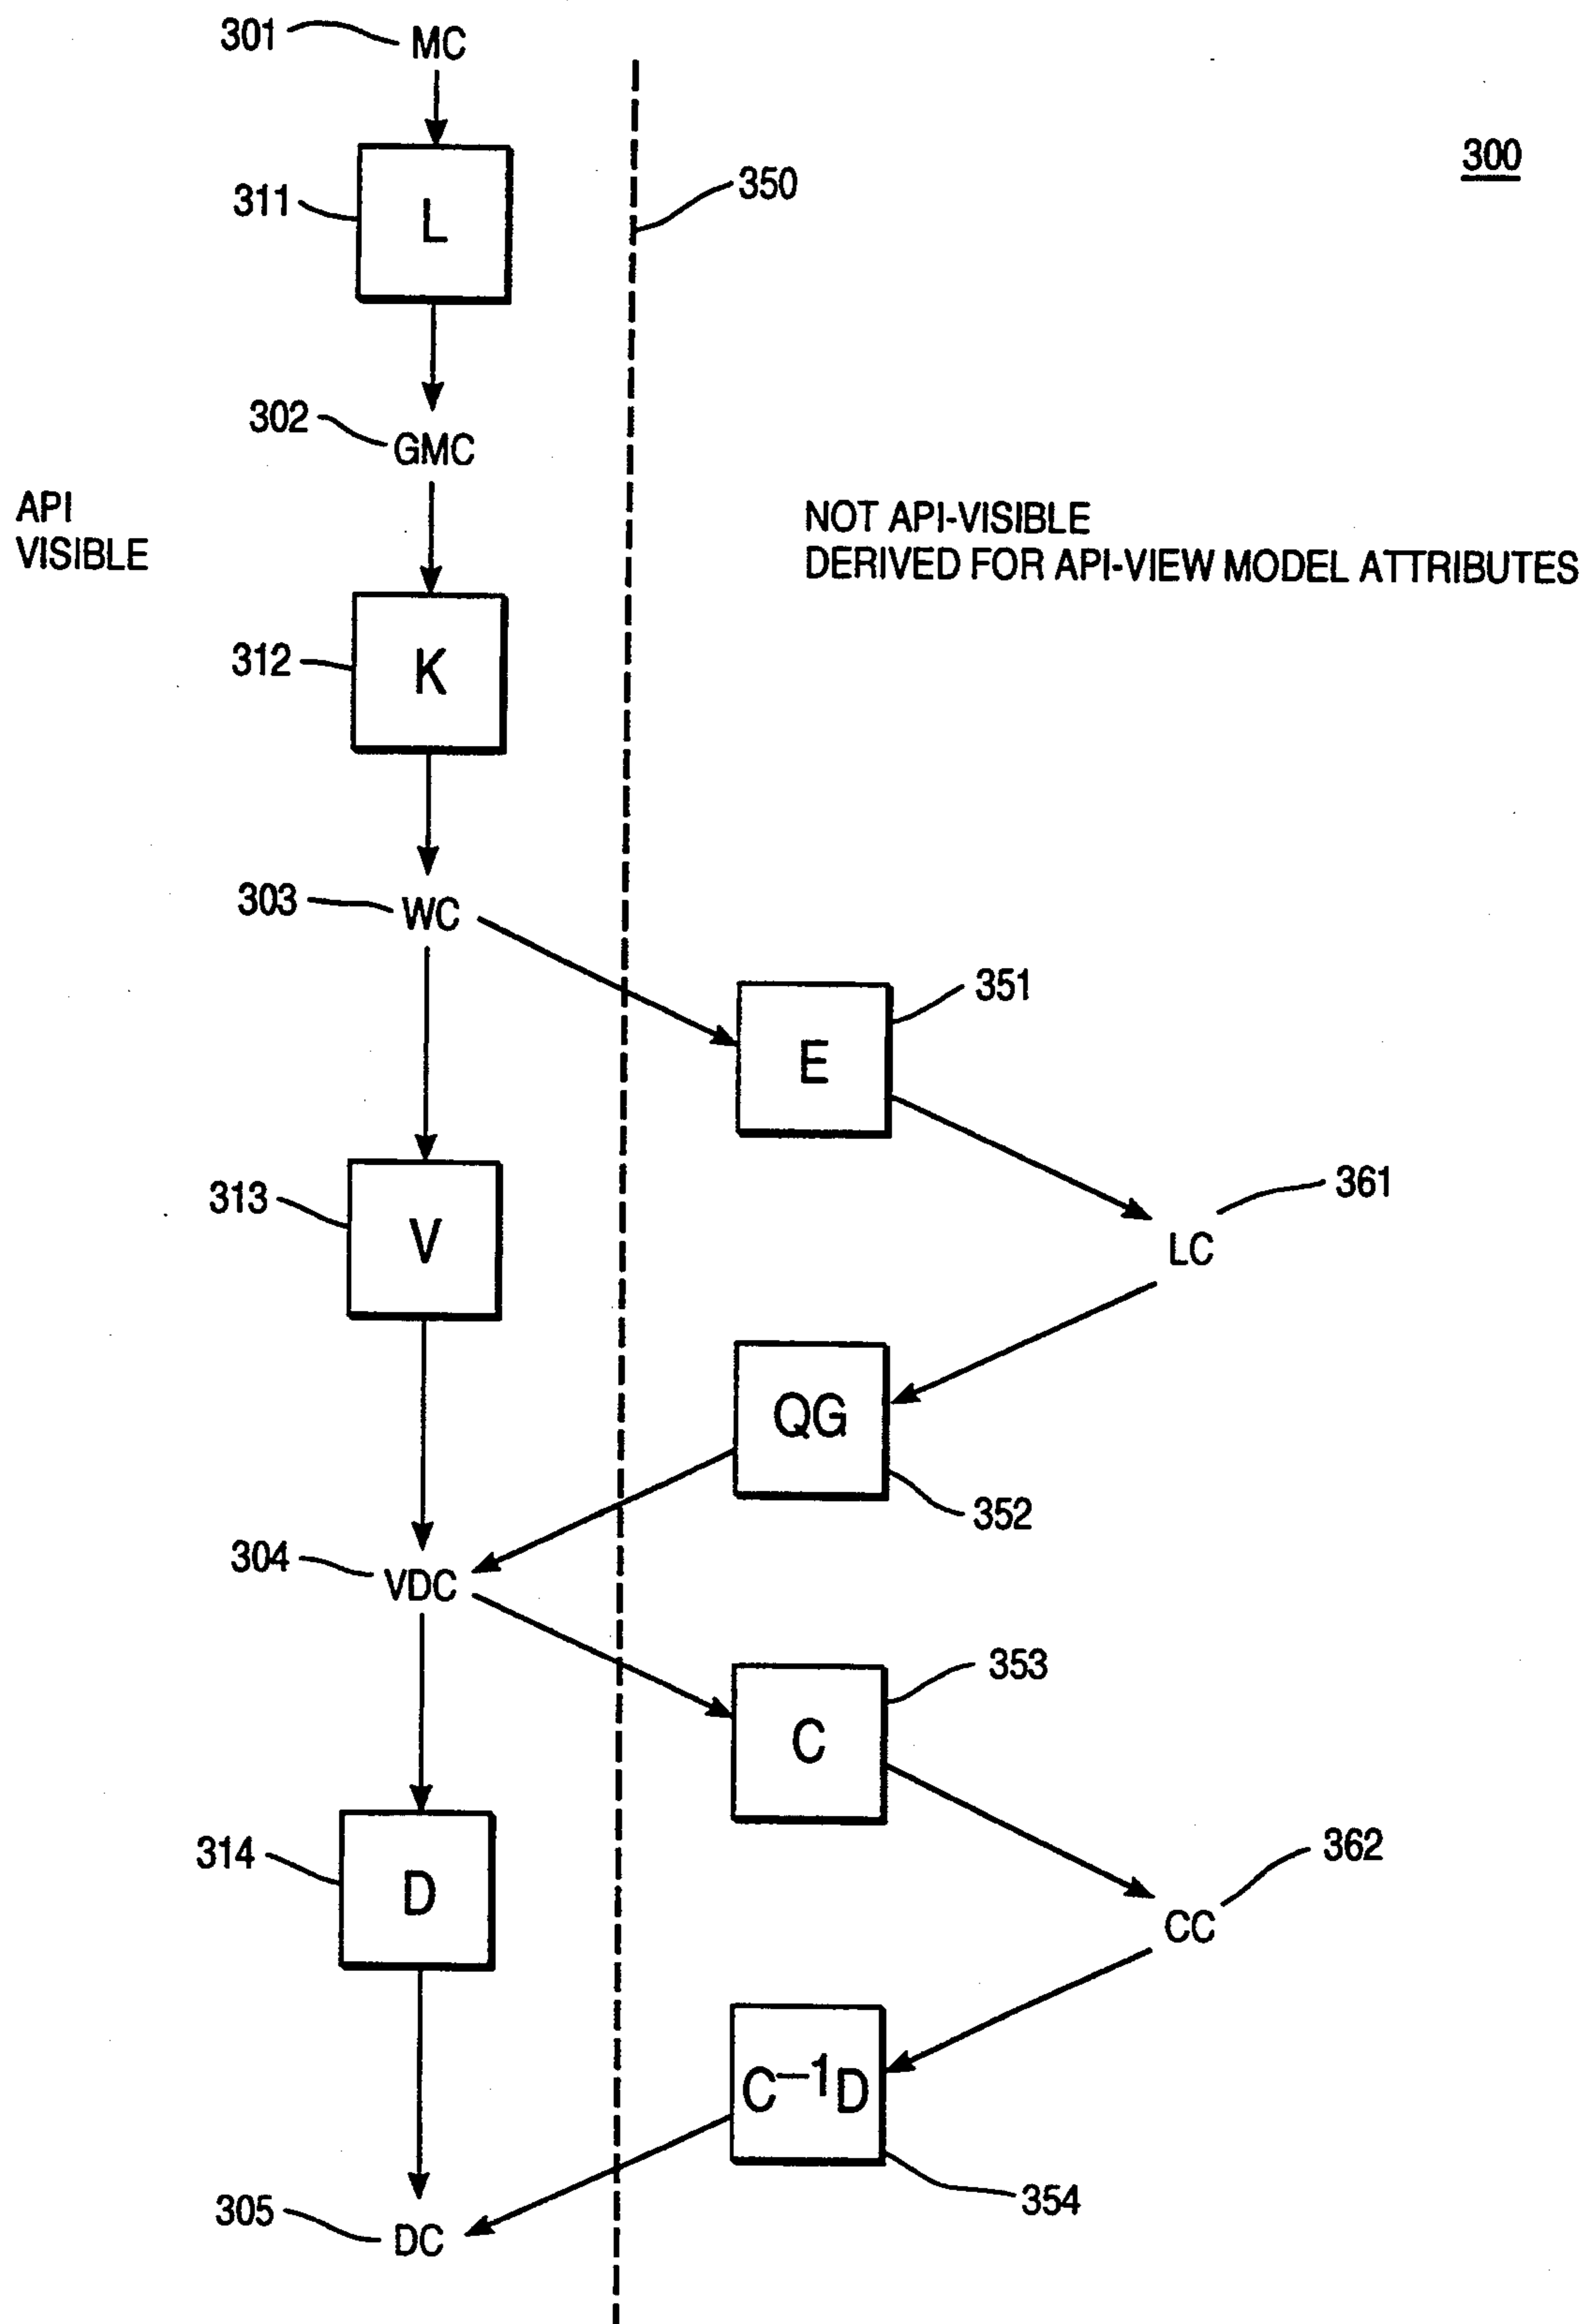 301 MC
300
350
311 L
302 GMC
API
VISIBLE
NOT API-VISIBLE
DERIVED FOR API-VIEW MODEL ATTRIBUTES
312 K
303 WC
351
E
361
LC
313 V
QG
352
304 VDC
353
C
362
CC
314 D
C⁻¹D
354
305 DC